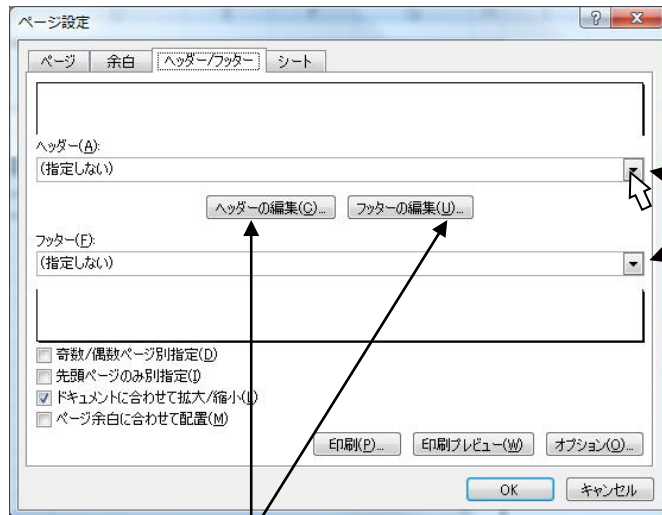 ページ設定
ページ 余白 ヘッダー/フッター シート
ヘッダー(A):
(指定しない)
ヘッダーの編集(C)... フッターの編集(U)...
フッター(F):
(指定しない)
奇数/偶数ページ別指定(D)
先頭ページのみ別指定(I)
ドキュメントに合わせて拡大/縮小(L)
ページ余白に合わせて配置(M)
印刷(P)... 印刷プレビュー(W) オプション(O)...
OK キャンセル